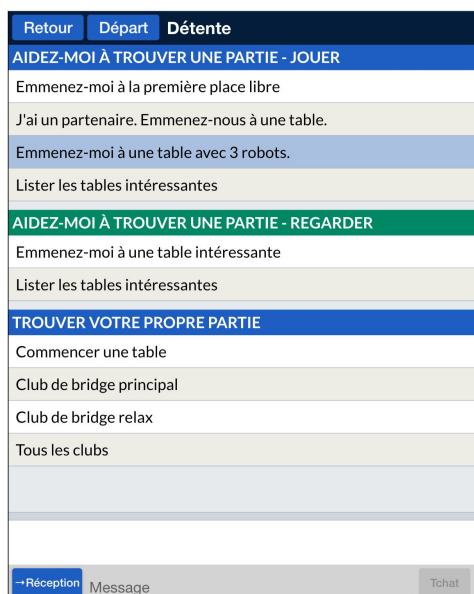 Retour Départ Détente
AIDEZ-MOI À TROUVER UNE PARTIE - JOUER
Emmenez-moi à la première place libre
J'ai un partenaire. Emmenez-nous à une table.
Emmenez-moi à une table avec 3 robots.
Lister les tables intéressantes
AIDEZ-MOI À TROUVER UNE PARTIE - REGARDER
Emmenez-moi à une table intéressante
Lister les tables intéressantes
TROUVER VOTRE PROPRE PARTIE
Commencer une table
Club de bridge principal
Club de bridge relax
Tous les clubs
→Réception Message Tchat